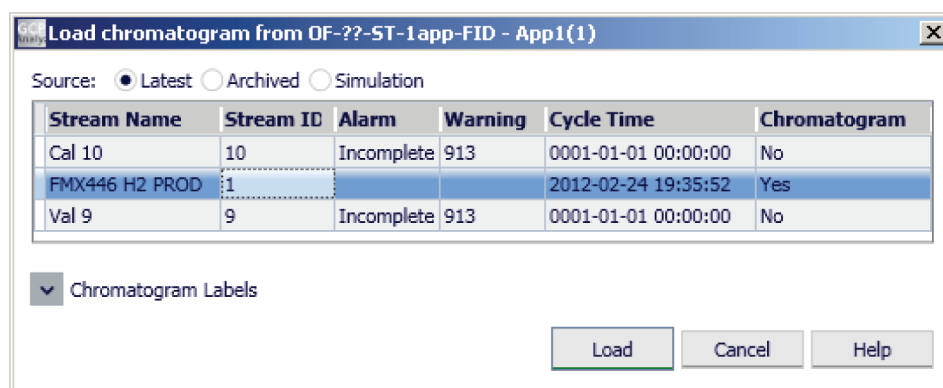 Load chromatogram from OF-??-ST-1app-FID - App1(1)
Source: Latest Archived Simulation
Stream Name Stream ID Alarm Warning Cycle Time Chromatogram
Cal 10 10 Incomplete 913 0001-01-01 00:00:00 No
FMX446 H2 PROD 1 2012-02-24 19:35:52 Yes
Val 9 9 Incomplete 913 0001-01-01 00:00:00 No
Chromatogram Labels
Load Cancel Help